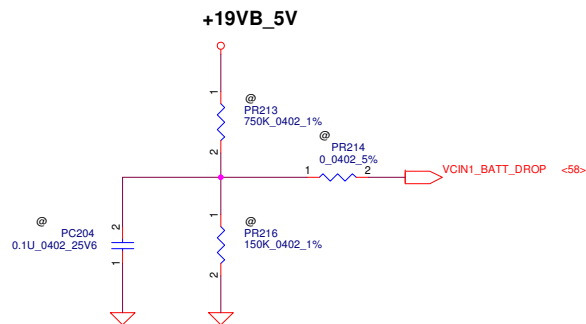 +19VB_5V
1
@
PR213
750K_0402_1%
2
@
PR214
0_0402_5%
1
2
VCIN1_BATT_DROP <58>
@
2
PC204
0.1U_0402_25V6
1
1
@
PR216
150K_0402_1%
2